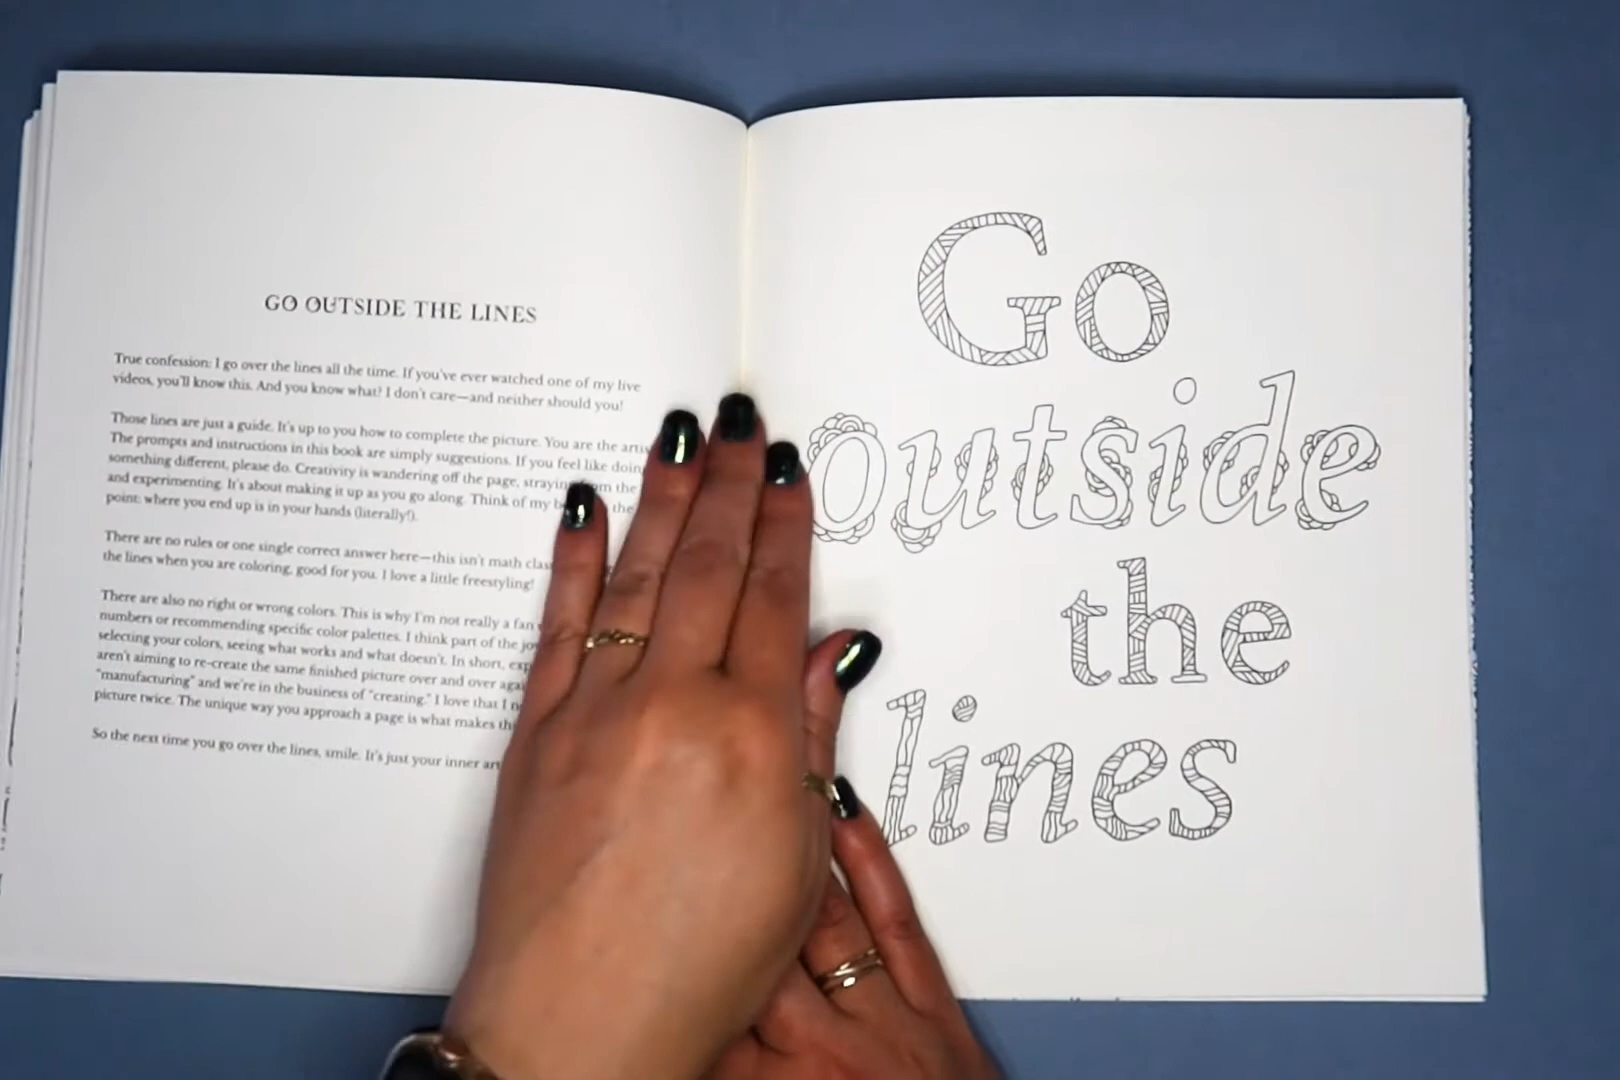 GO OUTSIDE THE LINES
True confession: I go over the lines all the time. If you've ever watched one of my live
videos, you'll know this. And you know what? I don't care—and neither should you!
Those lines are just a guide. It's up to you how to complete the picture. You are the
The prompts and instructions in this book are simply suggestions. If you feel like
something different, please do. Creativity is wandering off the page, straying the
and experimenting. It's about making it up as you go along. Think of my the
point: where you end up is in your hands (literally!).
There are no rules or one single correct answer here—this isn't math
the lines when you are coloring, good for you. I love a little freestyling!
There are also no right or wrong colors. This is why I'm not really a fan
numbers or recommending specific color palettes. I think part of the
selecting your colors, seeing what works and what doesn't. In short,
aren't aiming to re-create the same finished picture over and over
"manufacturing" and we're in the business of "creating." I love that I
picture twice. The unique way you approach a page is what makes
So the next time you go over the lines, smile. It's just your inner
Go
outside
the
lines